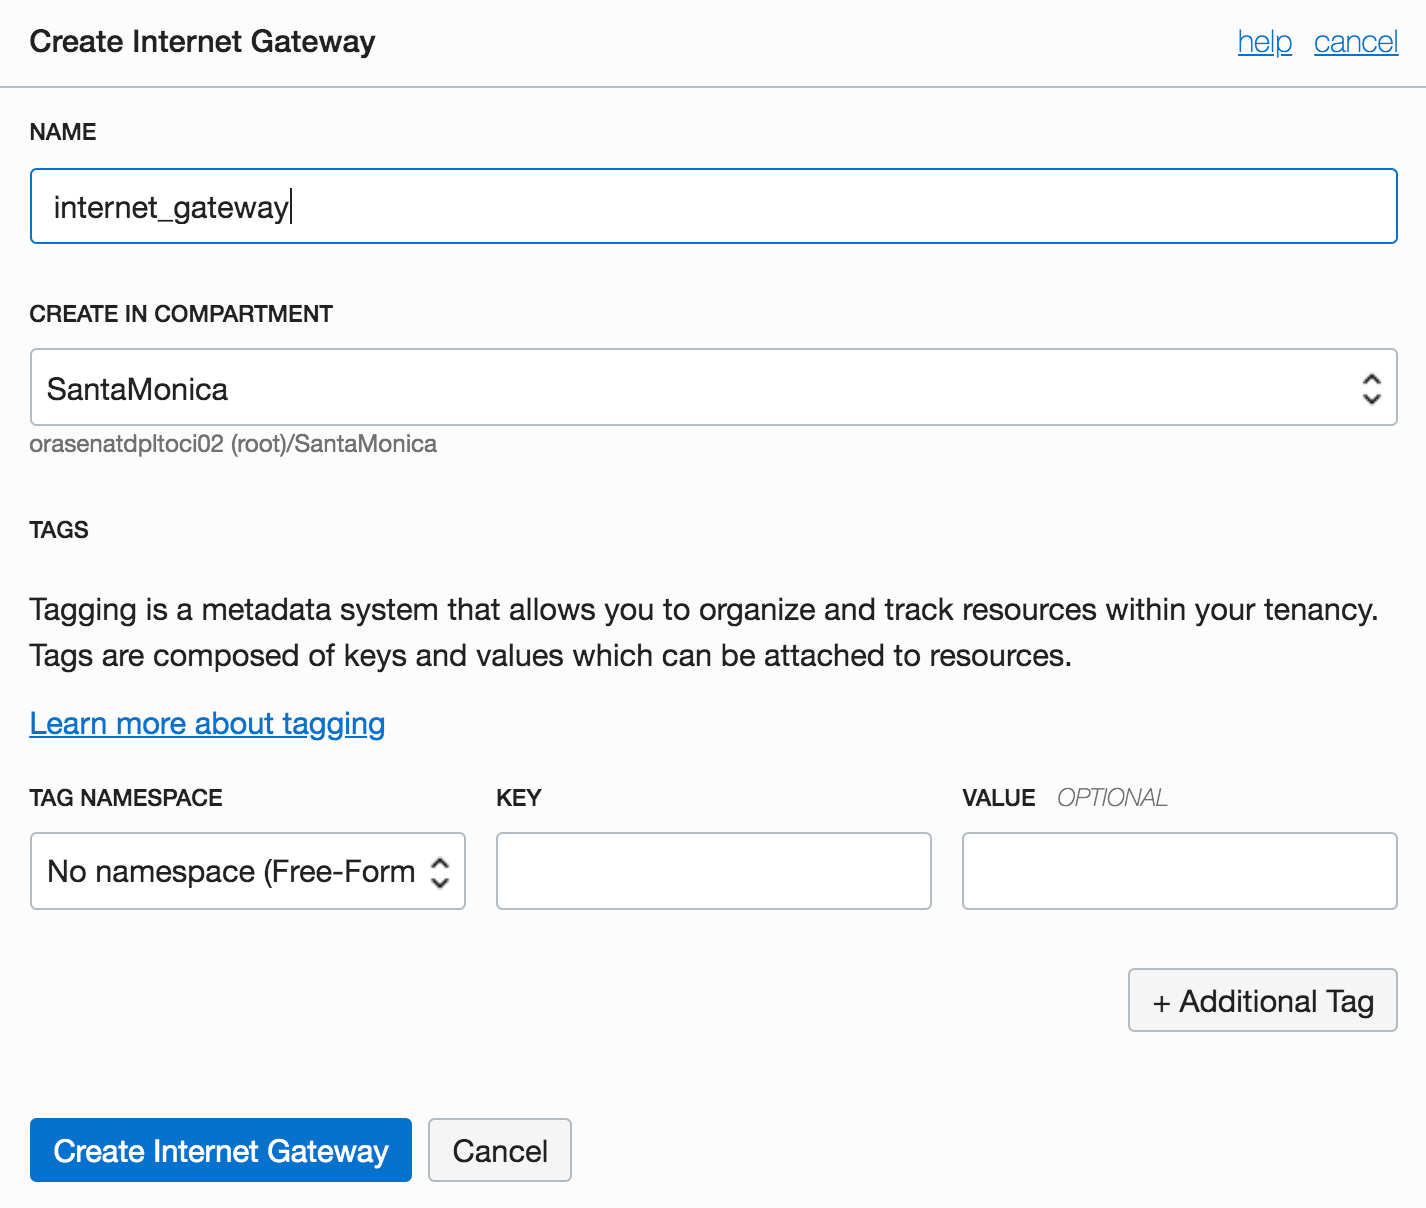 Create Internet Gateway help cancel
NAME
internet_gateway
CREATE IN COMPARTMENT
SantaMonica
orasenatdpltoci02 (root)/SantaMonica
TAGS
Tagging is a metadata system that allows you to organize and track resources within your tenancy.
Tags are composed of keys and values which can be attached to resources.
Learn more about tagging
TAG NAMESPACE KEY VALUE OPTIONAL
No namespace (Free-Form
+ Additional Tag
Create Internet Gateway Cancel